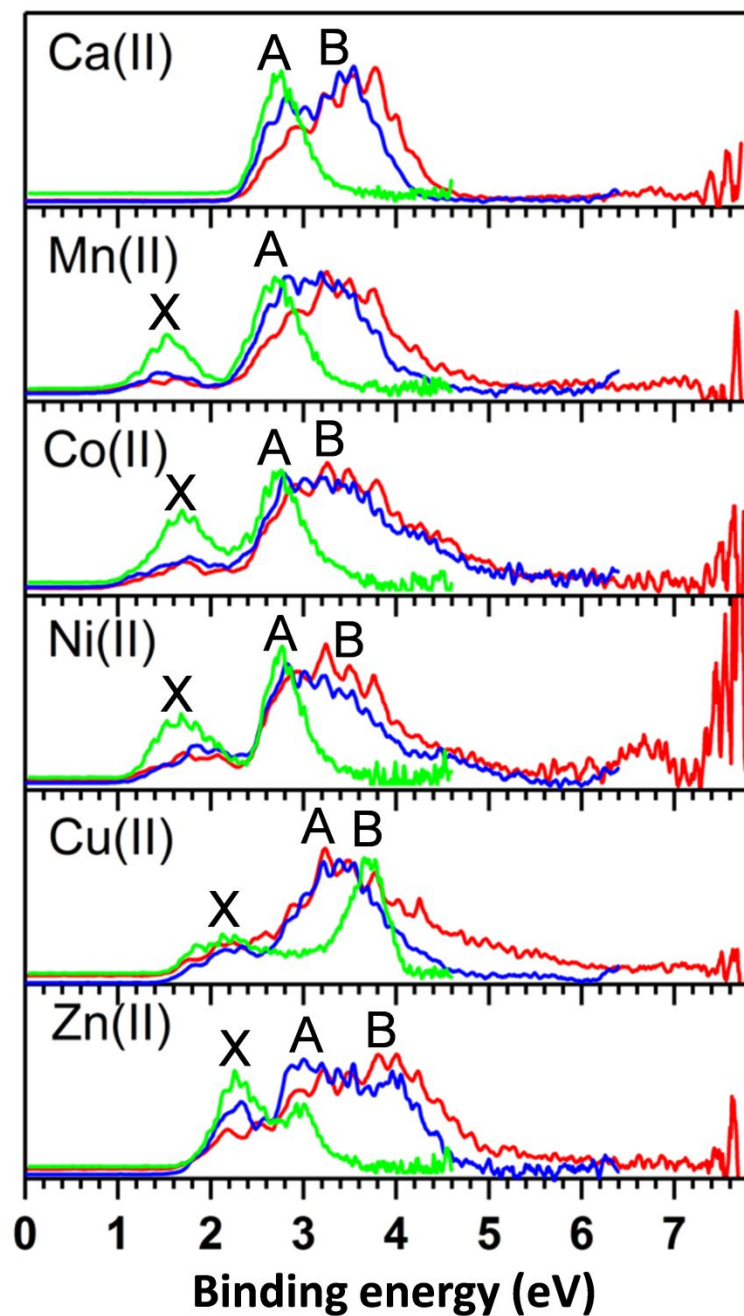 Ca(II)
A
B
Mn(II)
X
A
Co(II)
X
A
B
Ni(II)
X
A
B
Cu(II)
X
A
B
Zn(II)
X
A
B
0 1 2 3 4 5 6 7
Binding energy (eV)